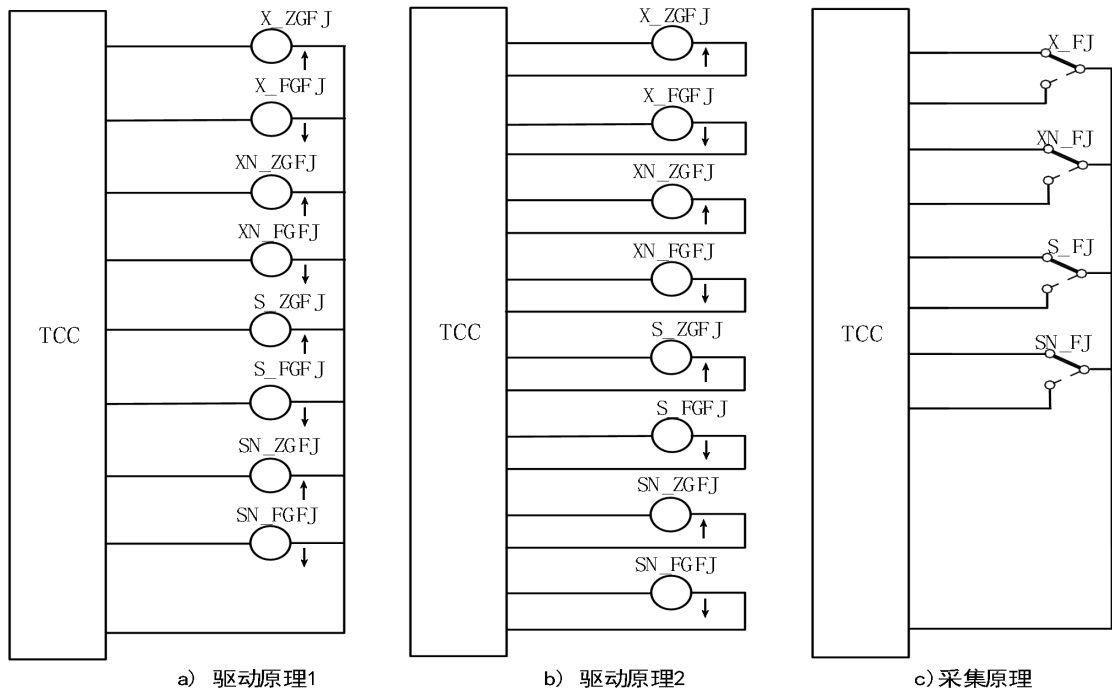 TCC
X_ZGFJ
X_FGFJ
XN_ZGFJ
XN_FGFJ
S_ZGFJ
S_FGFJ
SN_ZGFJ
SN_FGFJ
a) 驱动原理1
TCC
X_ZGFJ
X_FGFJ
XN_ZGFJ
XN_FGFJ
S_ZGFJ
S_FGFJ
SN_ZGFJ
SN_FGFJ
b) 驱动原理2
TCC
X_FJ
XN_FJ
S_FJ
SN_FJ
c)采集原理